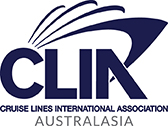 CLIA
CRUISE LINES INTERNATIONAL ASSOCIATION
AUSTRALASIA